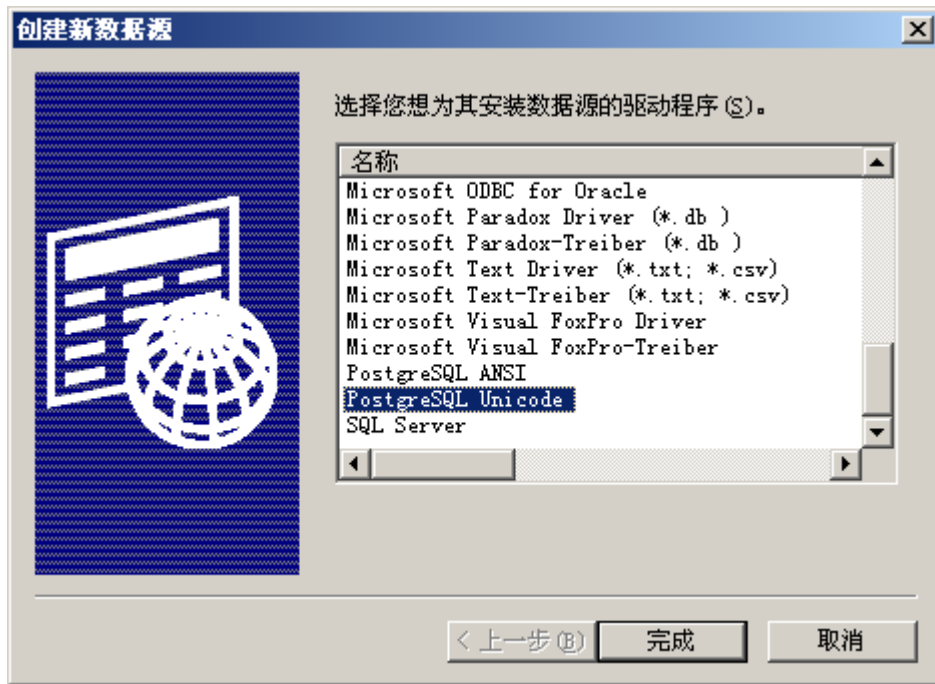 创建新数据源
选择您想为其安装数据源的驱动程序(S)。
名称
Microsoft ODBC for Oracle
Microsoft Paradox Driver (*.db )
Microsoft Paradox-Treiber (*.db )
Microsoft Text Driver (*.txt; *.csv)
Microsoft Text-Treiber (*.txt; *.csv)
Microsoft Visual FoxPro Driver
Microsoft Visual FoxPro-Treiber
PostgreSQL ANSI
PostgreSQL Unicode
SQL Server
< 上一步(B) 完成 取消